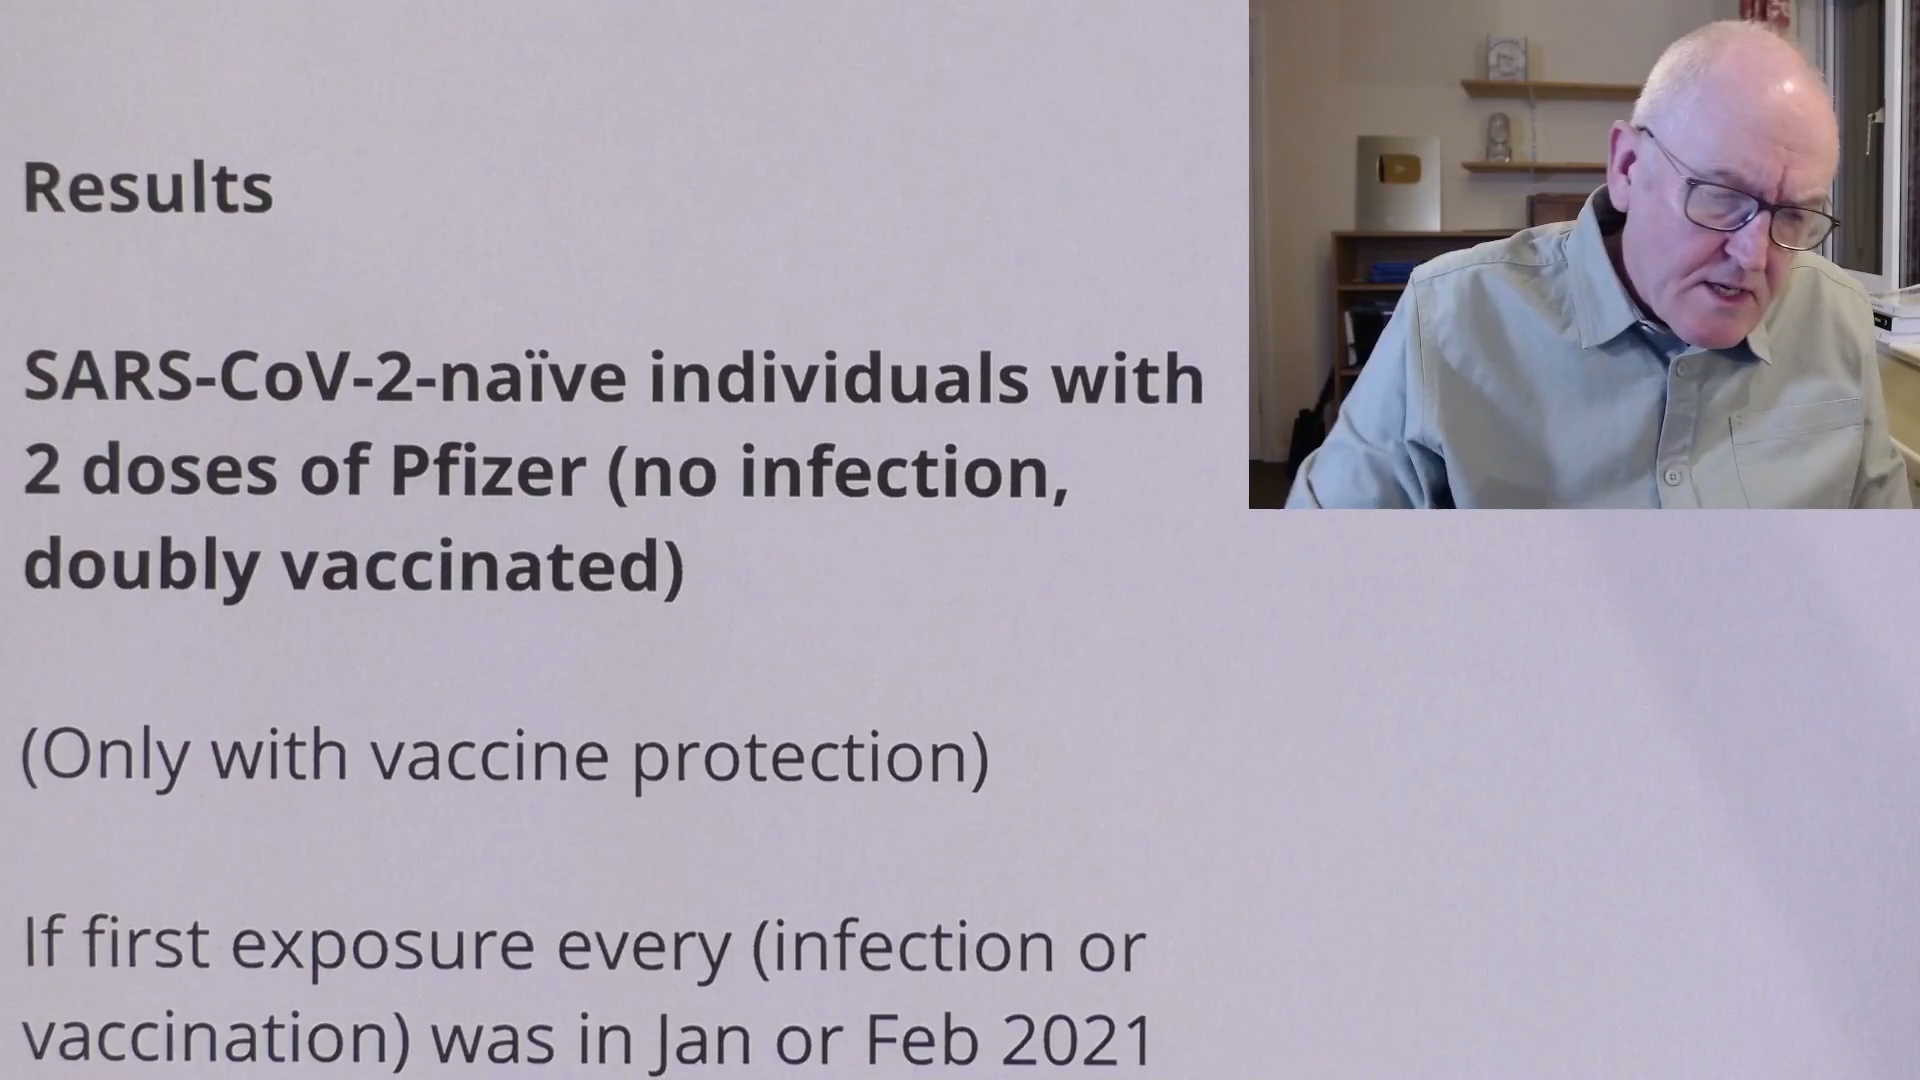 Results
SARS-CoV-2-naïve individuals with
2 doses of Pfizer (no infection,
doubly vaccinated)
(Only with vaccine protection)
If first exposure every (infection or
vaccination) was in Jan or Feb 2021